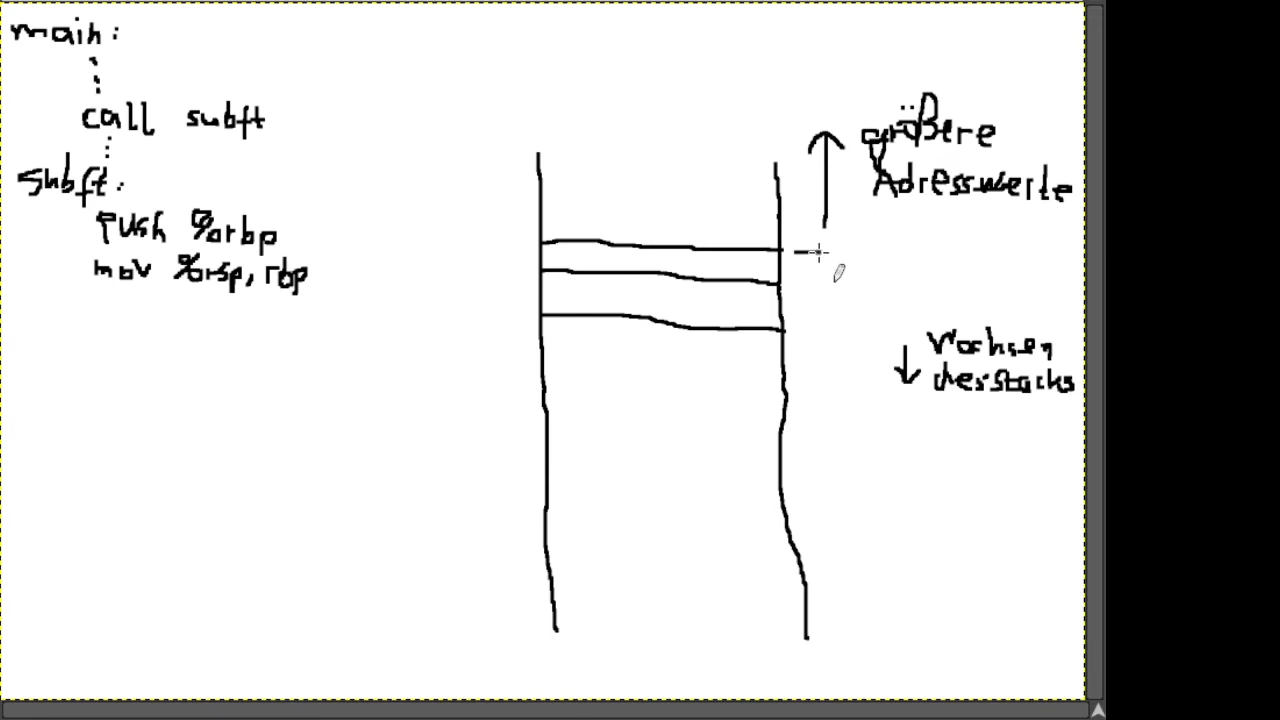 main:
call subft
subft:
push %rbp
mov %rsp, rbp
größere
Adresswerte
Wachsen
des Stacks